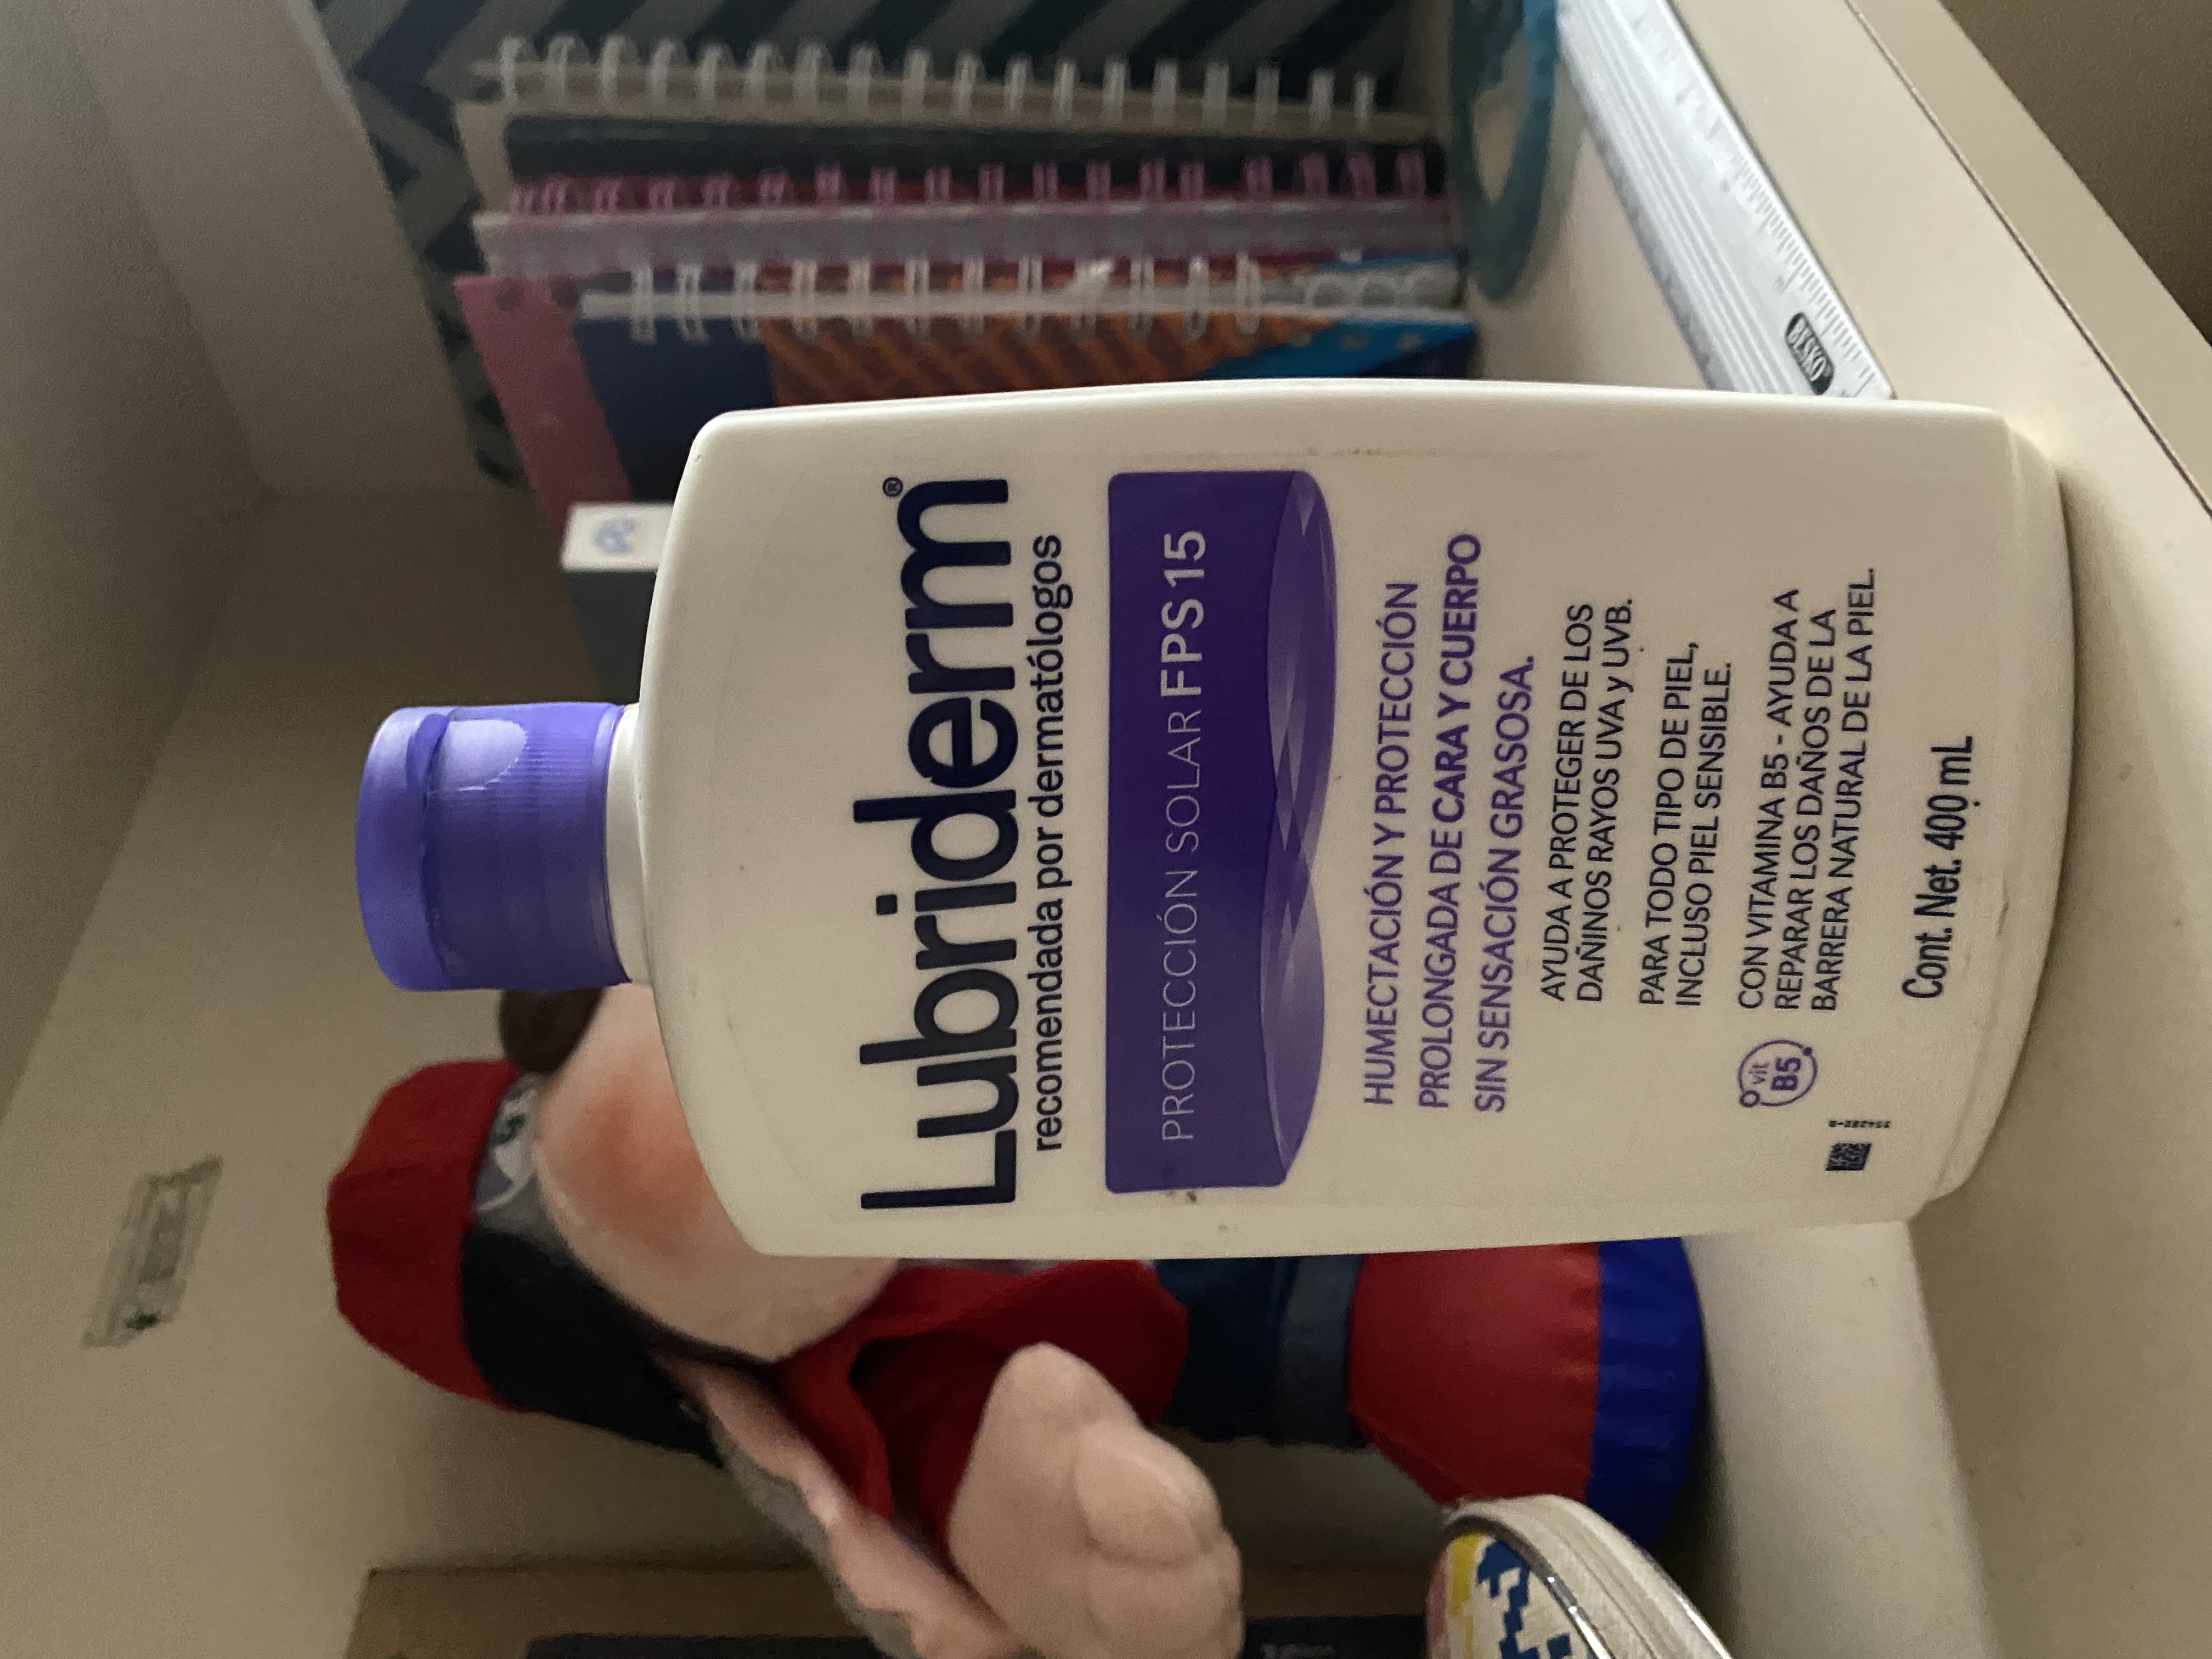 Lubriderm®
recomendada por dermatólogos
PROTECCIÓN SOLAR FPS 15
HUMECTACIÓN Y PROTECCIÓN
PROLONGADA DE CARA Y CUERPO
SIN SENSACIÓN GRASOSA.
AYUDA A PROTEGER DE LOS
DAÑINOS RAYOS UVA y UVB.
PARA TODO TIPO DE PIEL,
INCLUSO PIEL SENSIBLE.
vit
B5
CON VITAMINA B5 - AYUDA A
REPARAR LOS DAÑOS DE LA
BARRERA NATURAL DE LA PIEL.
Cont. Net. 400 mL